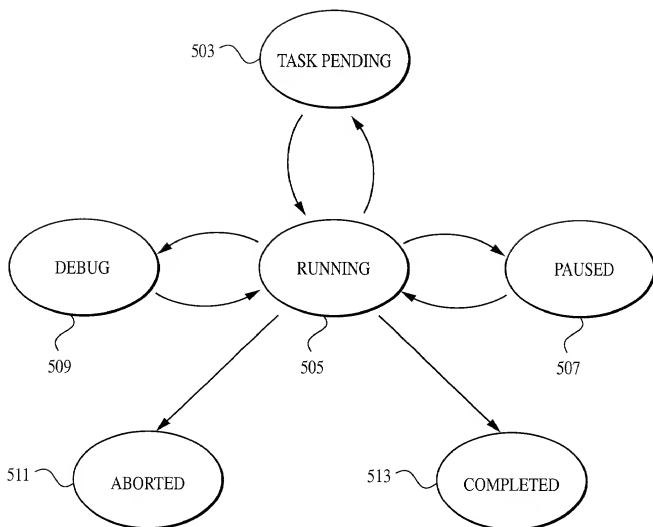 503
TASK PENDING
DEBUG
RUNNING
PAUSED
509
505
507
511
ABORTED
513
COMPLETED